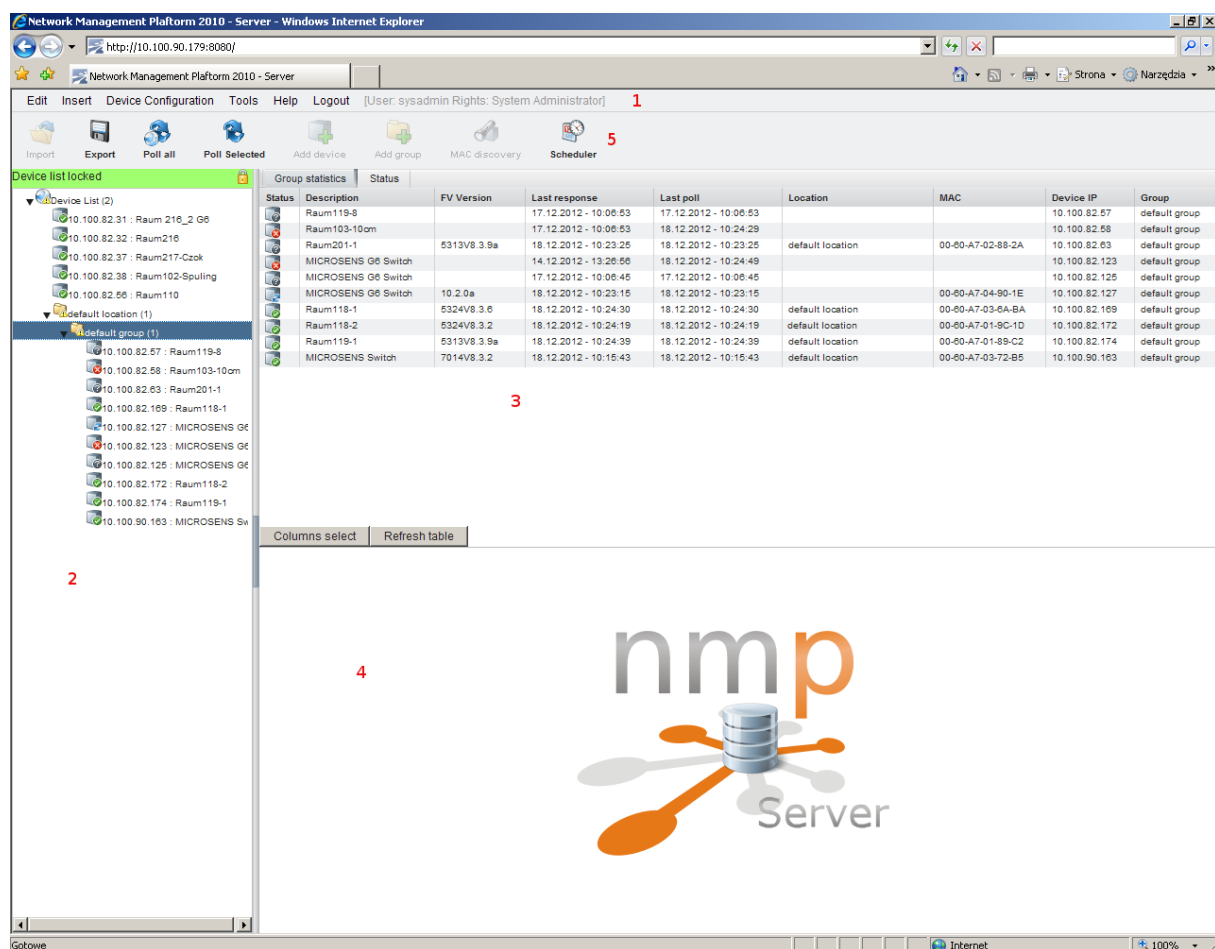 Network Management Plaftorm 2010 - Server - Windows Internet Explorer
http://10.100.90.179:8080/
Network Management Plaftorm 2010 - Server
Strona
Narzędzia
»
Edit Insert Device Configuration Tools Help Logout [User: sysadmin Rights: System Administrator] 1
Import Export Poll all Poll Selected Add device Add group MAC discovery Scheduler 5
Device list locked
Device List (2)
10.100.82.31 : Raum 216_2 G6
10.100.82.32 : Raum216
10.100.82.37 : Raum217-Czok
10.100.82.38 : Raum102-Spuling
10.100.82.56 : Raum110
default location (1)
default group (1)
10.100.82.57 : Raum119-8
10.100.82.58 : Raum103-10cm
10.100.82.63 : Raum201-1
10.100.82.169 : Raum118-1
10.100.82.127 : MICROSENS G6
10.100.82.123 : MICROSENS G6
10.100.82.125 : MICROSENS G6
10.100.82.172 : Raum118-2
10.100.82.174 : Raum119-1
10.100.90.163 : MICROSENS Sw
2
Group statistics Status
Status Description FV Version Last response Last poll Location MAC Device IP Group
Raum119-8 17.12.2012 - 10:06:53 17.12.2012 - 10:06:53 10.100.82.57 default group
Raum103-10cm 17.12.2012 - 10:06:53 18.12.2012 - 10:24:29 10.100.82.58 default group
Raum201-1 5313V8.3.9a 18.12.2012 - 10:23:25 18.12.2012 - 10:23:25 default location 00-60-A7-02-88-2A 10.100.82.63 default group
MICROSENS G6 Switch 14.12.2012 - 13:26:56 18.12.2012 - 10:24:49 10.100.82.123 default group
MICROSENS G6 Switch 17.12.2012 - 10:06:45 17.12.2012 - 10:06:45 10.100.82.125 default group
MICROSENS G6 Switch 10.2.0a 18.12.2012 - 10:23:15 18.12.2012 - 10:23:15 00-60-A7-04-90-1E 10.100.82.127 default group
Raum118-1 5324V8.3.6 18.12.2012 - 10:24:30 18.12.2012 - 10:24:30 default location 00-60-A7-03-6A-BA 10.100.82.169 default group
Raum118-2 5324V8.3.2 18.12.2012 - 10:24:19 18.12.2012 - 10:24:19 default location 00-60-A7-01-9C-1D 10.100.82.172 default group
Raum119-1 5313V8.3.9a 18.12.2012 - 10:24:39 18.12.2012 - 10:24:39 default location 00-60-A7-01-89-C2 10.100.82.174 default group
MICROSENS Switch 7014V8.3.2 18.12.2012 - 10:15:43 18.12.2012 - 10:15:43 default location 00-60-A7-03-72-B5 10.100.90.163 default group
3
Columns select Refresh table
4
nmp
Server
Gotowe Internet 100%